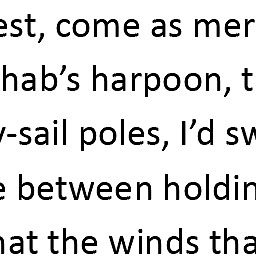 est, come as mer
hab’s harpoon, t
y-sail poles, I’d sw
e between holdin
hat the winds tha